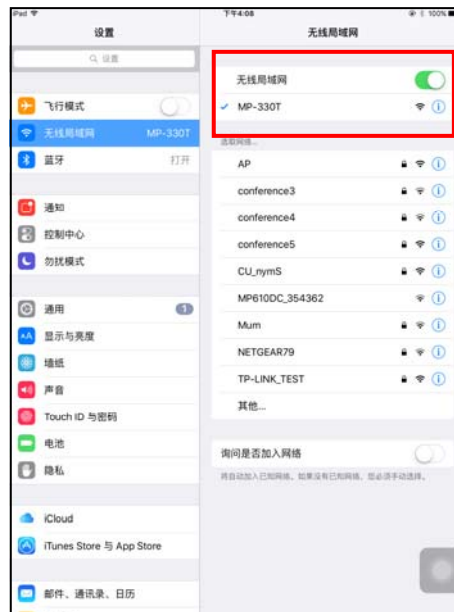 iPad 下午4:08 100%
设置
无线局域网
设置
飞行模式
无线局域网 MP-330T
蓝牙 打开
通知
控制中心
勿扰模式
通用 1
显示与亮度
墙纸
声音
Touch ID 与密码
电池
隐私
iCloud
iTunes Store 与 App Store
邮件、通讯录、日历
无线局域网
MP-330T
选取网络...
AP
conference3
conference4
conference5
CU_nymS
MP610DC_354362
Mum
NETGEAR79
TP-LINK_TEST
其他...
询问是否加入网络
将自动加入已知网络。如果没有已知网络，您必须手动选择。